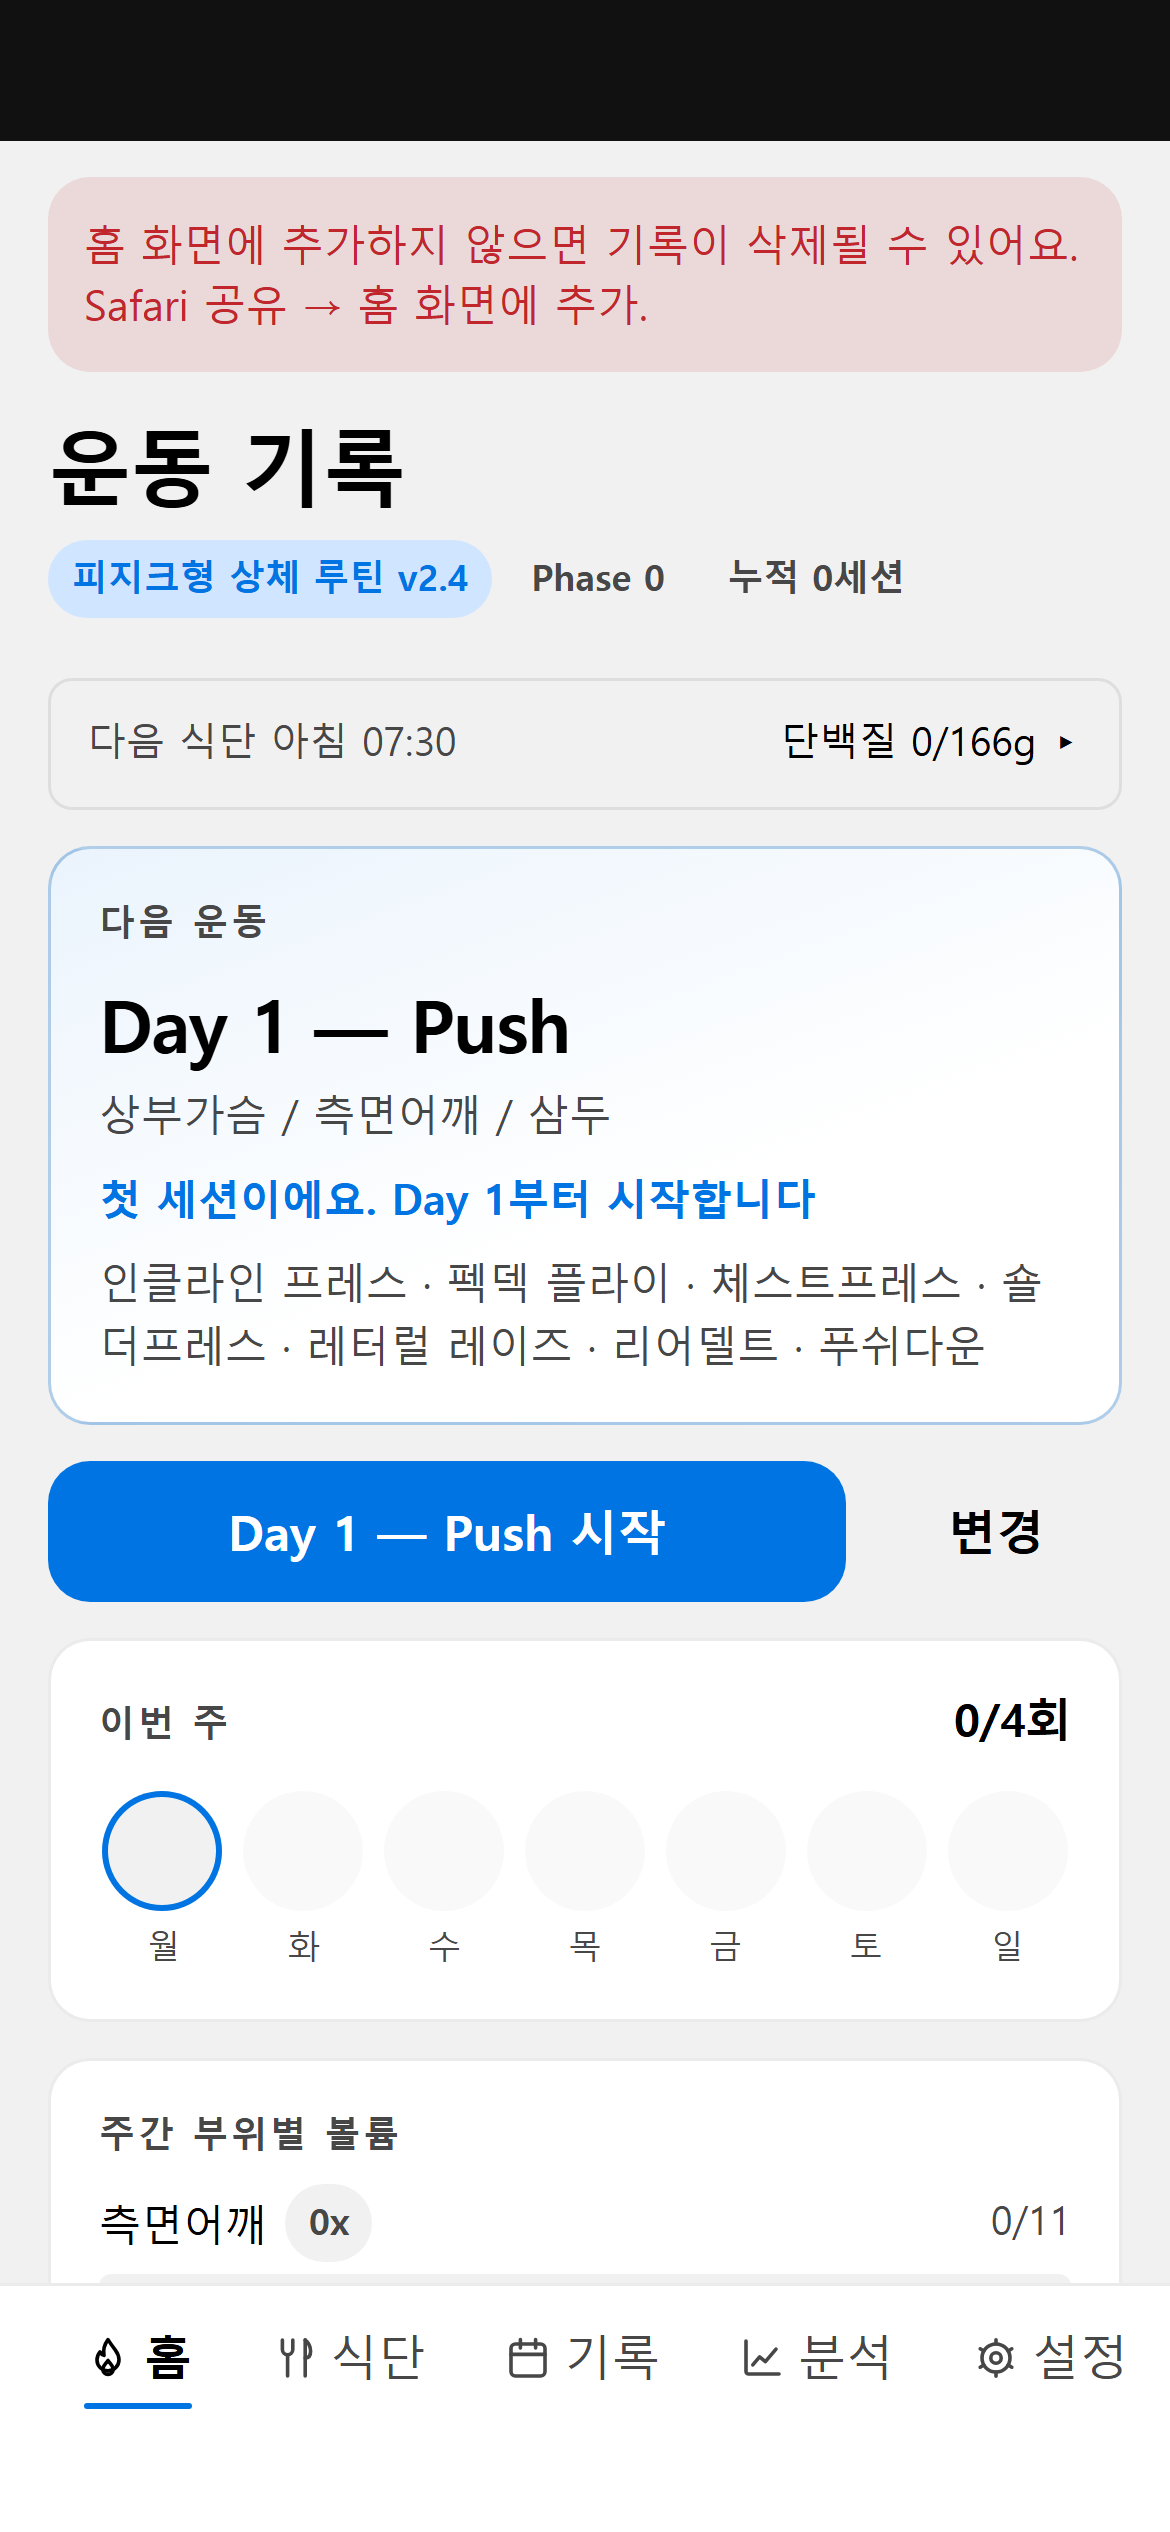 홈 화면에 추가하지 않으면 기록이 삭제될 수 있어요.
Safari 공유 → 홈 화면에 추가.
운동 기록
피지크형 상체 루틴 v2.4 Phase 0 누적 0세션
다음 식단 아침 07:30 단백질 0/166g ▸
다음 운동
Day 1 — Push
상부가슴 / 측면어깨 / 삼두
첫 세션이에요. Day 1부터 시작합니다
인클라인 프레스 · 펙덱 플라이 · 체스트프레스 · 숄
더프레스 · 레터럴 레이즈 · 리어델트 · 푸쉬다운
Day 1 — Push 시작 변경
이번 주 0/4회
월 화 수 목 금 토 일
주간 부위별 볼륨
측면어깨 0x 0/11
홈 식단 기록 분석 설정